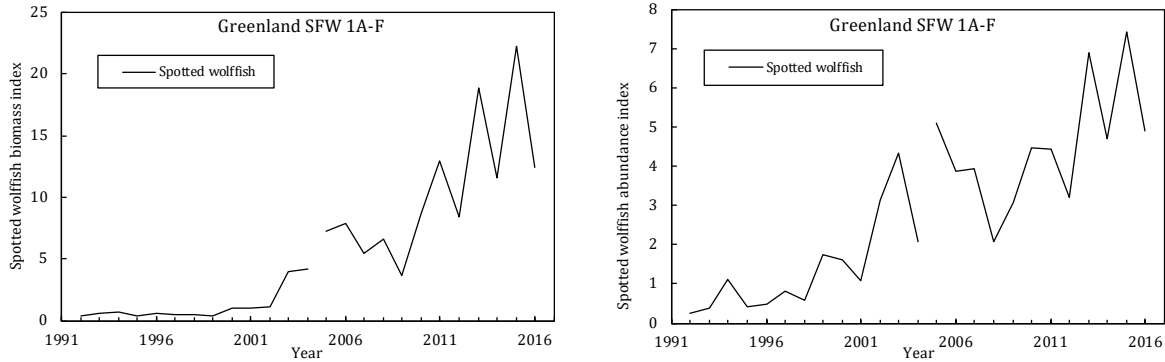 Greenland SFW 1A-F
Spotted wolffish
Spotted wolffish biomass index
25
20
15
10
5
0
1991 1996 2001 2006 2011 2016
Year
Greenland SFW 1A-F
Spotted wolffish
Spotted wolffish abundance index
8
7
6
5
4
3
2
1
0
1991 1996 2001 2006 2011 2016
Year